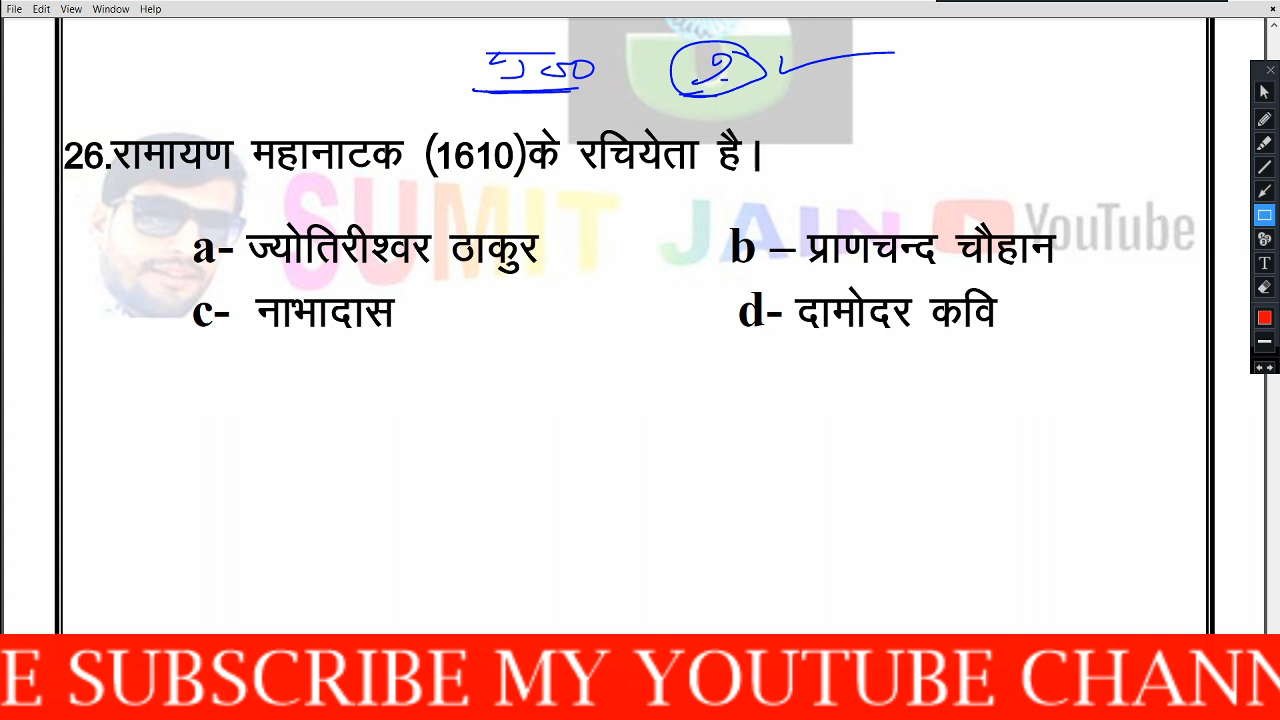 File Edit View Window Help
26.रामायण महानाटक (1610)के रचियेता है।
SUMIT JAIN YouTube
a- ज्योतिरीश्वर ठाकुर b – प्राणचन्द चौहान
c- नाभादास d- दामोदर कवि
E SUBSCRIBE MY YOUTUBE CHANN